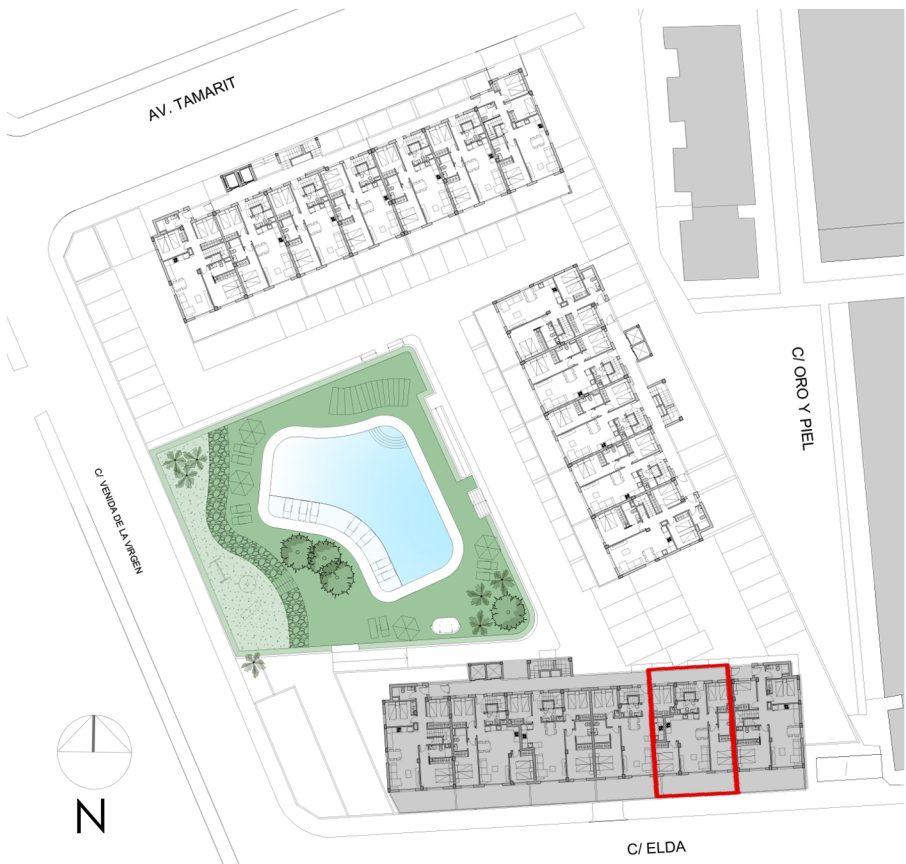 AV. TAMARIT
C/ ORO Y PIEL
C/ VENIDA DE LA VIRGEN
N
C/ ELDA